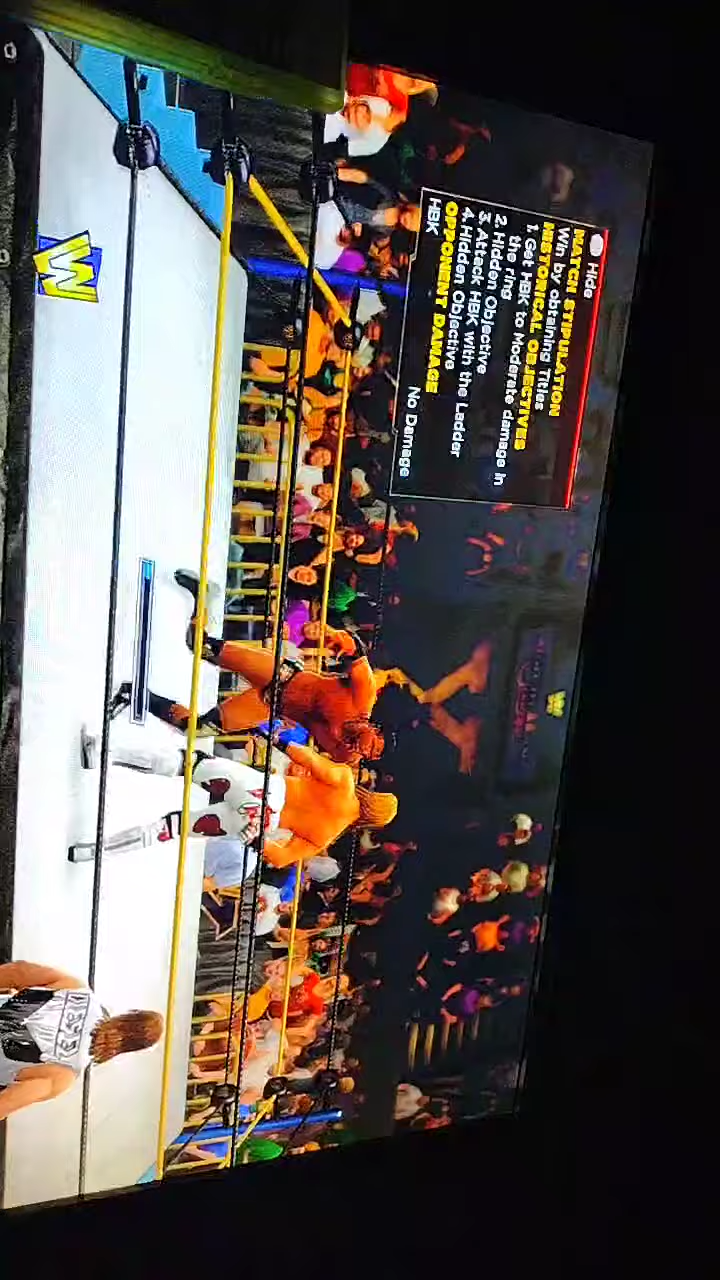 Hide
MATCH STIPULATION
Win by obtaining Titles
HISTORICAL OBJECTIVES
1. Get HBK to Moderate damage in
the ring
2. Hidden Objective
3. Attack HBK with the Ladder
4. Hidden Objective
OPPONENT DAMAGE
HBK No Damage
W